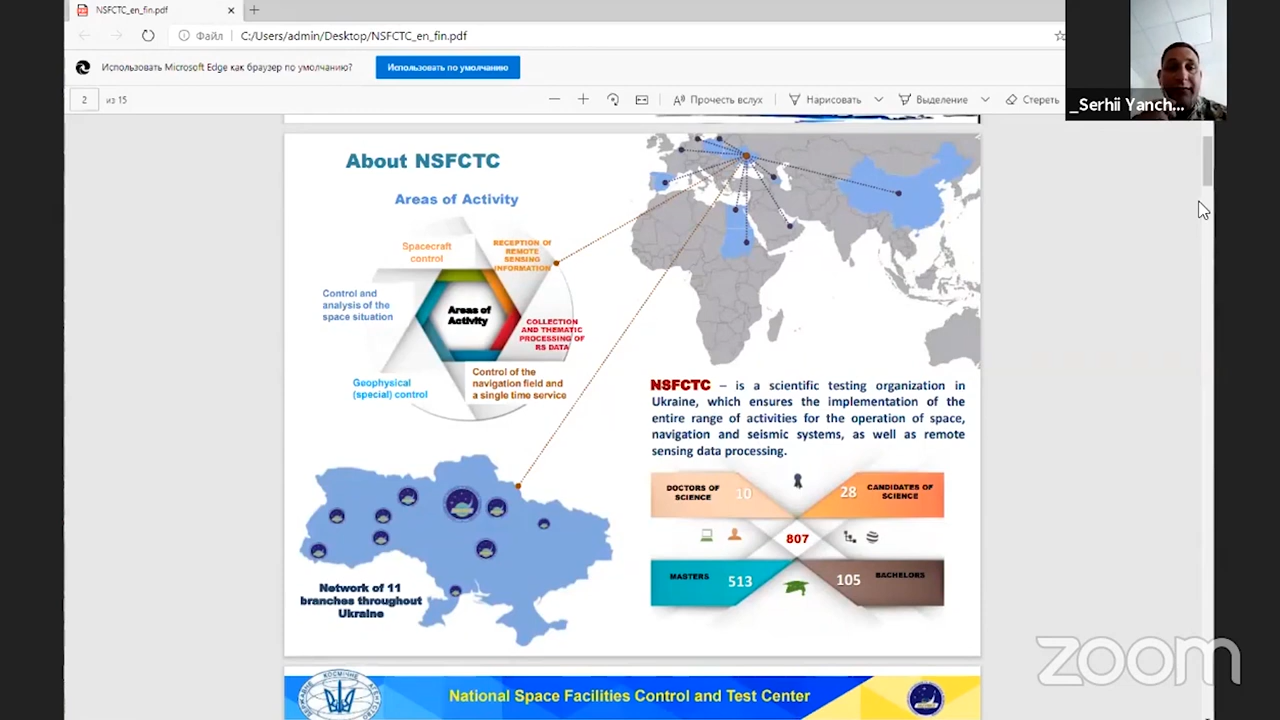 NSFCTC_en_fin.pdf
Файл
C:/Users/admin/Desktop/NSFCTC_en_fin.pdf
Использовать Microsoft Edge как браузер по умолчанию?
Использовать по умолчанию
2
из 15
Прочесть вслух
Нарисовать
Выделение
Стереть
_Serhii Yanch...
About NSFCTC
Areas of Activity
Spacecraft
control
RECEPTION OF
REMOTE
SENSING
INFORMATION
Control and
analysis of the
space situation
Areas of
Activity
COLLECTION
AND THEMATIC
PROCESSING OF
RS DATA
Geophysical
(special) control
Control of the
navigation field and
a single time service
NSFCTC – is a scientific testing organization in
Ukraine, which ensures the implementation of the
entire range of activities for the operation of space,
navigation and seismic systems, as well as remote
sensing data processing.
DOCTORS OF
SCIENCE
10
28
CANDIDATES OF
SCIENCE
807
MASTERS
513
105
BACHELORS
Network of 11
branches throughout
Ukraine
zoom
National Space Facilities Control and Test Center